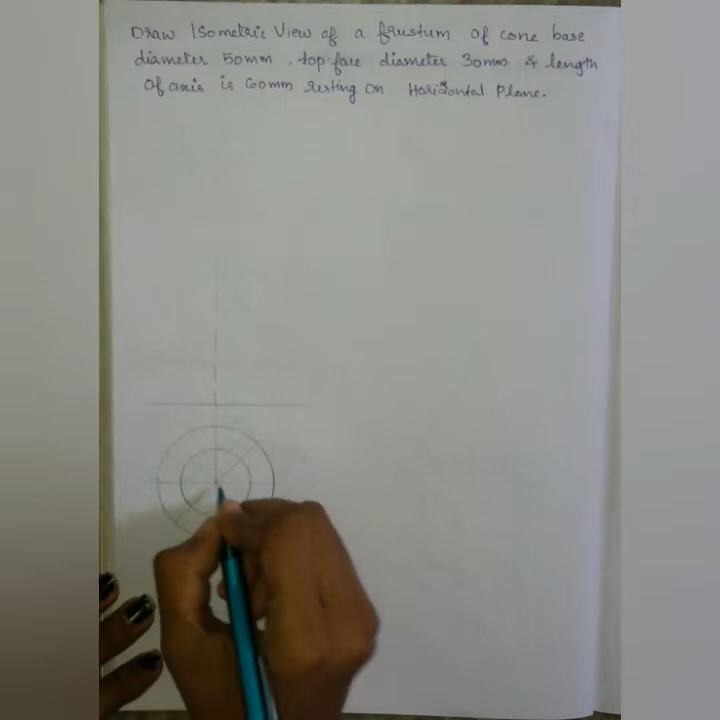 Draw Isometric View of a frustum of cone base
diameter 50mm , top face diameter 30mm & length
of axis is 60mm resting on Horizontal Plane.